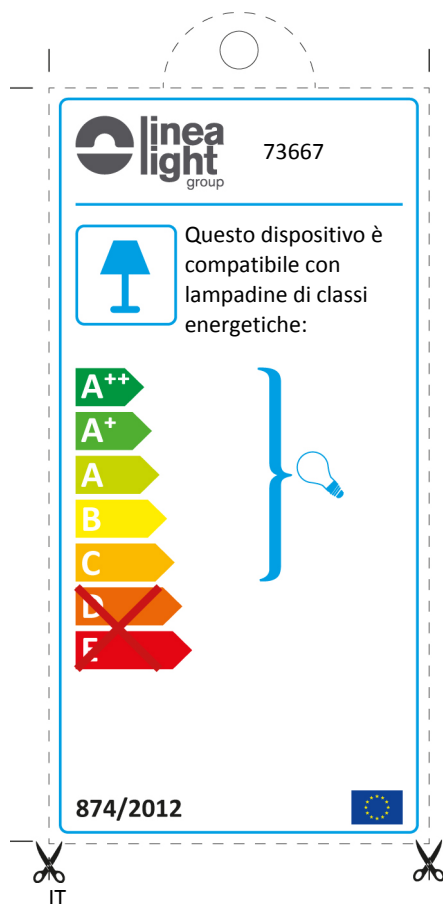 linea
light
group
73667
Questo dispositivo è
compatibile con
lampadine di classi
energetiche:
A++
A+
A
B
C
D
E
874/2012
IT